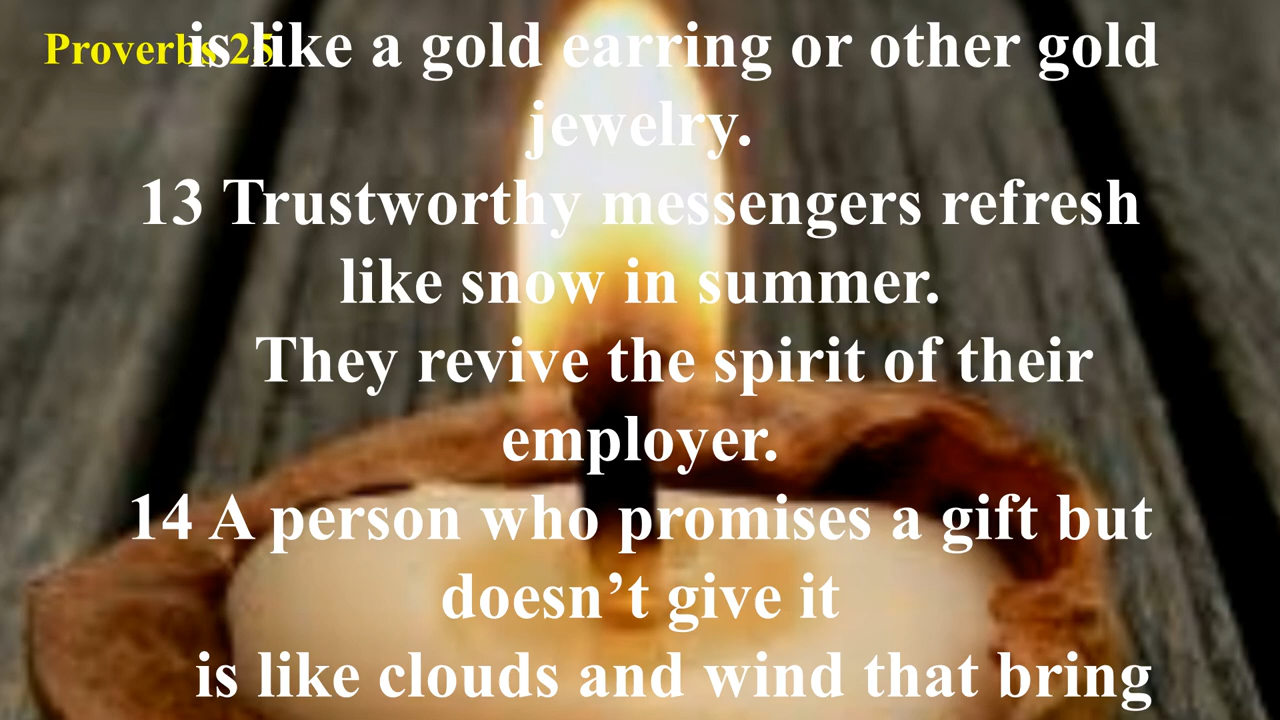 Proverbs 25
is like a gold earring or other gold
jewelry.
13 Trustworthy messengers refresh
like snow in summer.
They revive the spirit of their
employer.
14 A person who promises a gift but
doesn’t give it
is like clouds and wind that bring